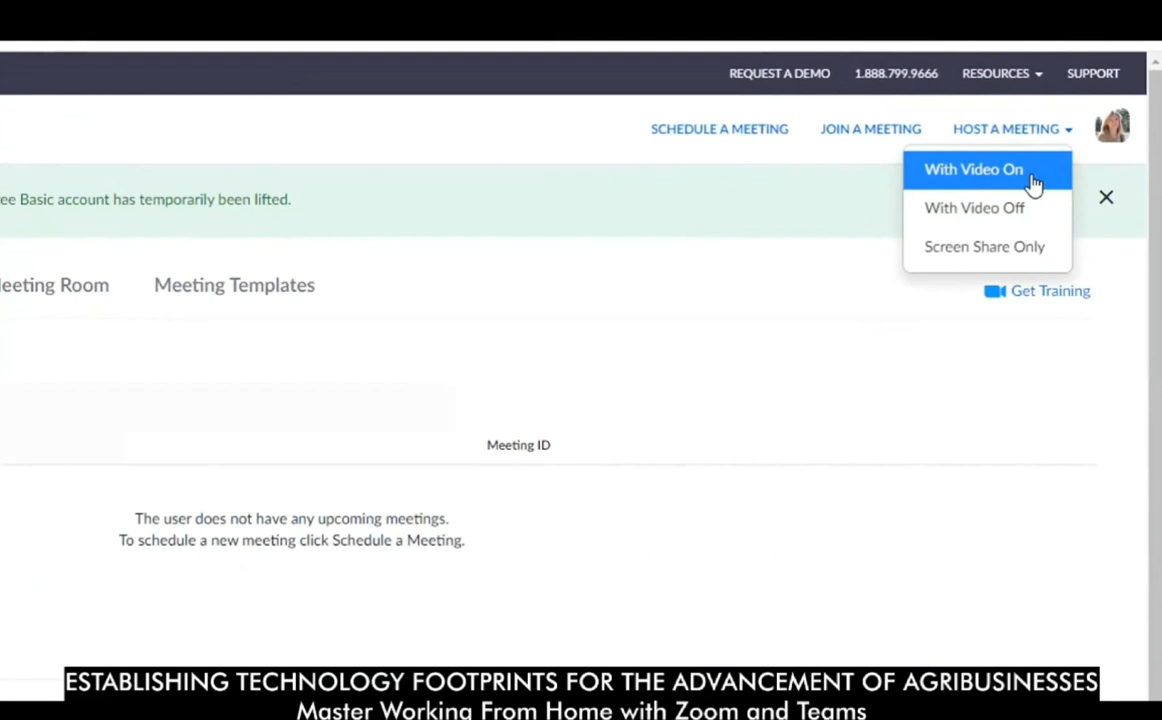 REQUEST A DEMO 1.888.799.9666 RESOURCES SUPPORT
SCHEDULE A MEETING JOIN A MEETING HOST A MEETING
With Video On
ee Basic account has temporarily been lifted.
With Video Off
Screen Share Only
eeting Room Meeting Templates
Get Training
Meeting ID
The user does not have any upcoming meetings.
To schedule a new meeting click Schedule a Meeting.
ESTABLISHING TECHNOLOGY FOOTPRINTS FOR THE ADVANCEMENT OF AGRIBUSINESSES
Master Working From Home with Zoom and Teams